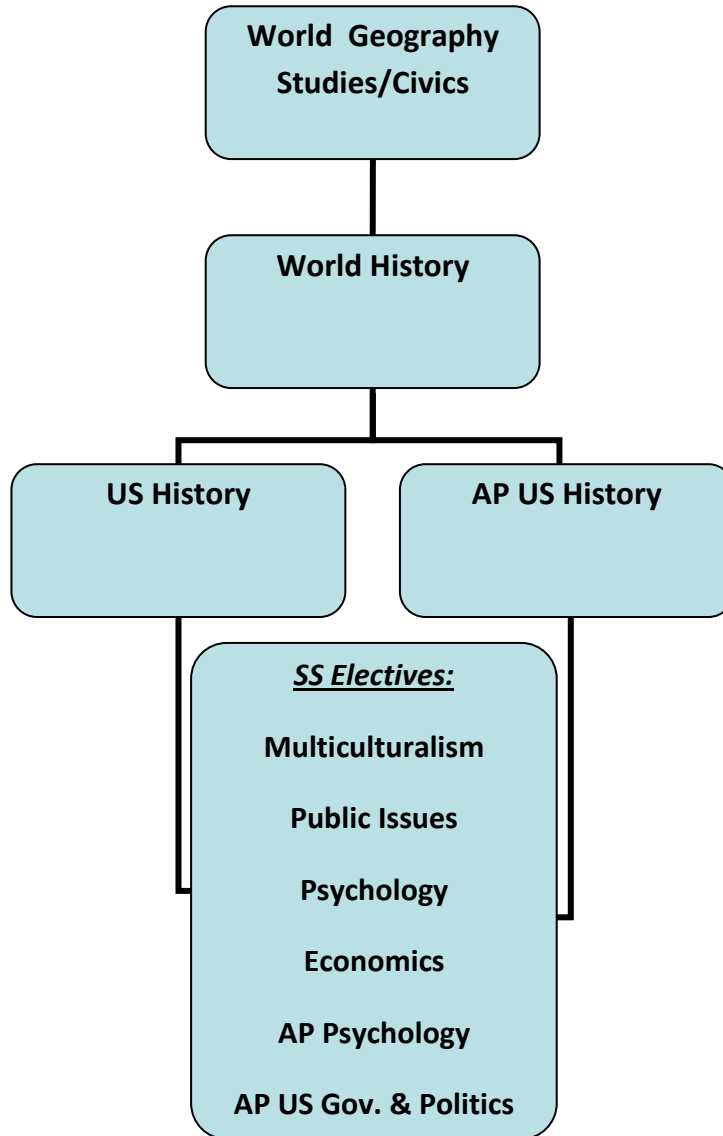 World Geography
Studies/Civics
World History
US History
AP US History
SS Electives:
Multiculturalism
Public Issues
Psychology
Economics
AP Psychology
AP US Gov. & Politics